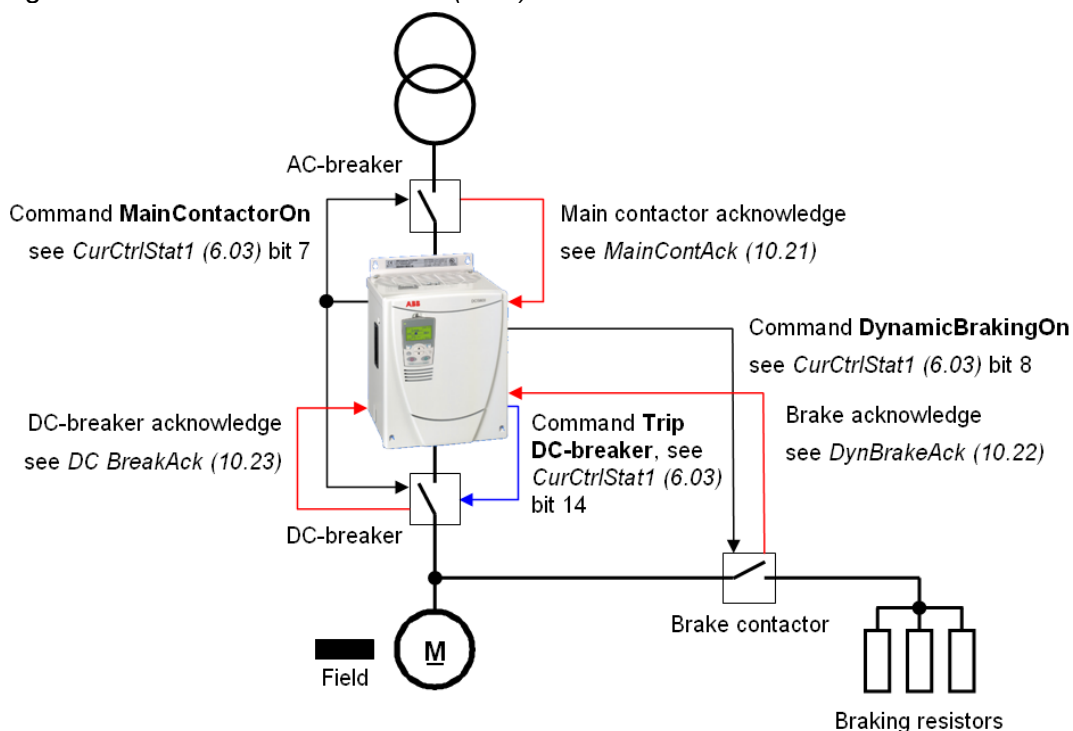 AC-breaker
Command MainContactorOn
see CurCtrlStat1 (6.03) bit 7
Main contactor acknowledge
see MainContAck (10.21)
ABB
Command DynamicBrakingOn
see CurCtrlStat1 (6.03) bit 8
DC-breaker acknowledge
see DC BreakAck (10.23)
Command Trip
DC-breaker, see
CurCtrlStat1 (6.03)
bit 14
Brake acknowledge
see DynBrakeAck (10.22)
DC-breaker
Brake contactor
M
Field
Braking resistors